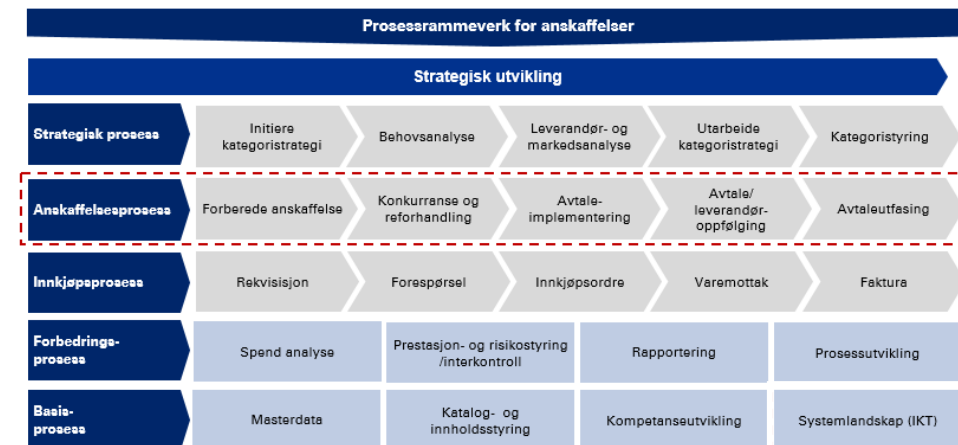 Prosessrammeverk for anskaffelser
Strategisk utvikling
Strategisk prosess
Initiere
kategoristrategi
Behovsanalyse
Leverandør- og
markedsanalyse
Utarbeide
kategoristrategi
Kategoristyring
Anskaffelsesprosess
Forberede anskaffelse
Konkurranse og
reforhandling
Avtale-
implementering
Avtale/
leverandør-
oppfølging
Avtaleutfasing
Innkjøpsprosess
Rekvisisjon
Forespørsel
Innkjøpsordre
Varemottak
Faktura
Forbedrings-
prosess
Spend analyse
Prestasjon- og risikostyring
/interkontroll
Rapportering
Prosessutvikling
Basis-
prosess
Masterdata
Katalog- og
innholdsstyring
Kompetanseutvikling
Systemlandskap (IKT)